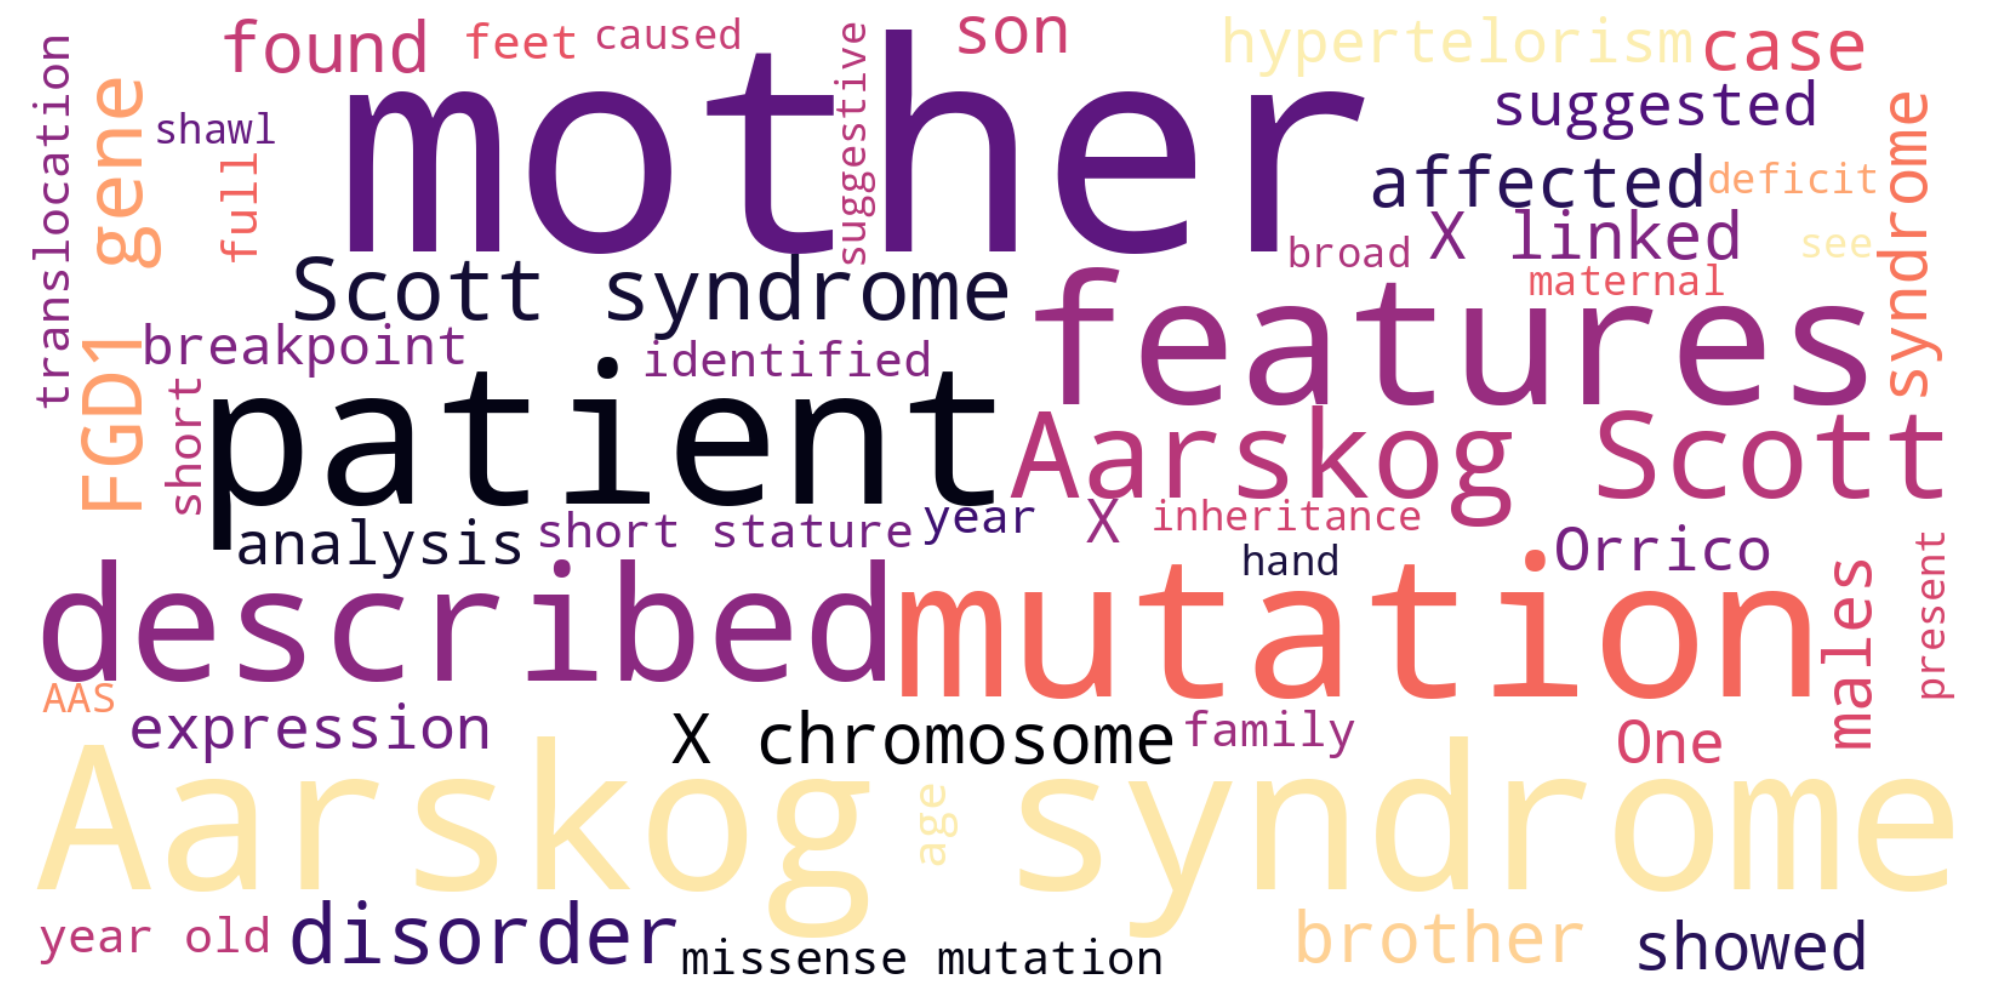 found
feet
caused
son
hypertelorism
case
translocation
gene
shawl
full
mother
suggestive
suggested
affected
deficit
syndrome
X linked
see
broad
maternal
Scott syndrome
features
breakpoint
identified
FGD1
short
patient
Aarskog Scott
analysis
short stature
year
X
inheritance
hand
Orrico
males
present
described
mutation
AAS
expression
X chromosome
family
One
Aarskog syndrome
age
year old
disorder
missense mutation
brother
showed